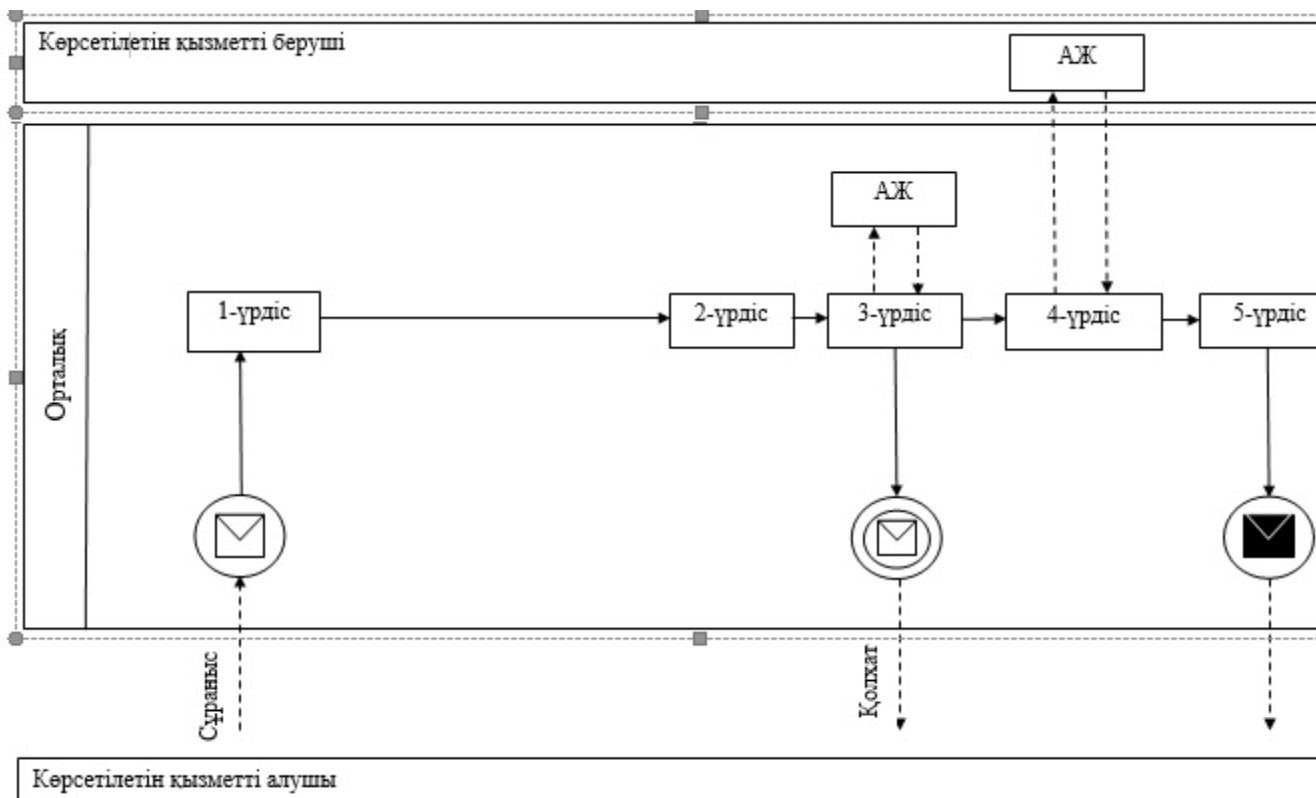 Көрсетілетін қызметті беруші
АЖ
АЖ
1-үрдіс
2-үрдіс
3-үрдіс
4-үрдіс
5-үрдіс
Орталық
Сұраныс
Қолхат
Көрсетілетін қызметті алушы